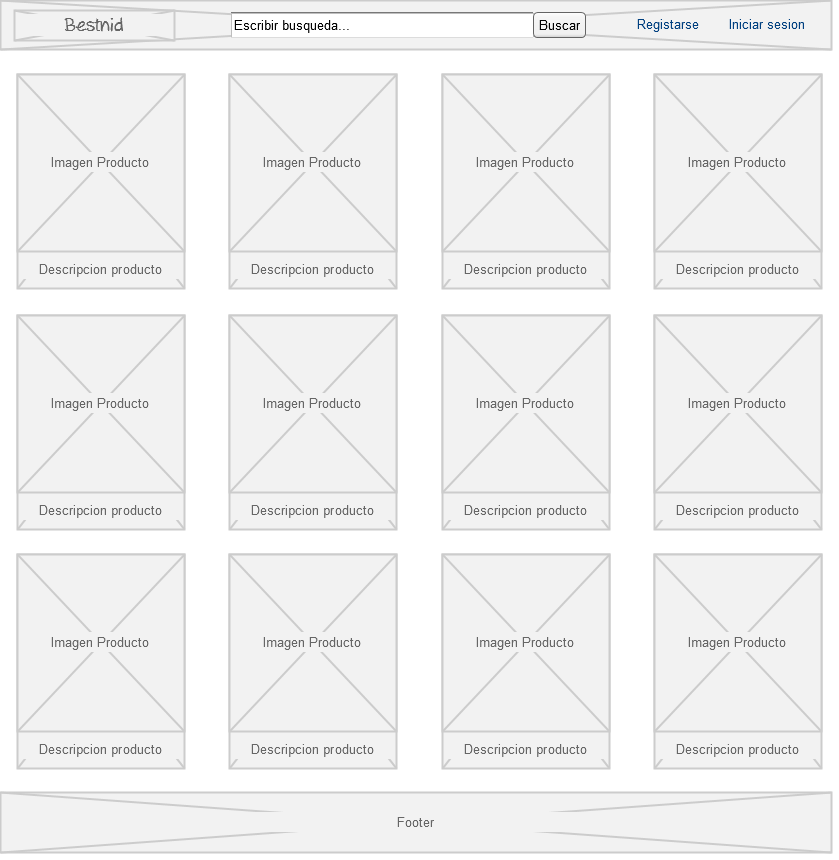 Bestnid Escribir busqueda... Buscar Registarse Iniciar sesion
Imagen Producto Imagen Producto Imagen Producto Imagen Producto
Descripcion producto Descripcion producto Descripcion producto Descripcion producto
Imagen Producto Imagen Producto Imagen Producto Imagen Producto
Descripcion producto Descripcion producto Descripcion producto Descripcion producto
Imagen Producto Imagen Producto Imagen Producto Imagen Producto
Descripcion producto Descripcion producto Descripcion producto Descripcion producto
Footer